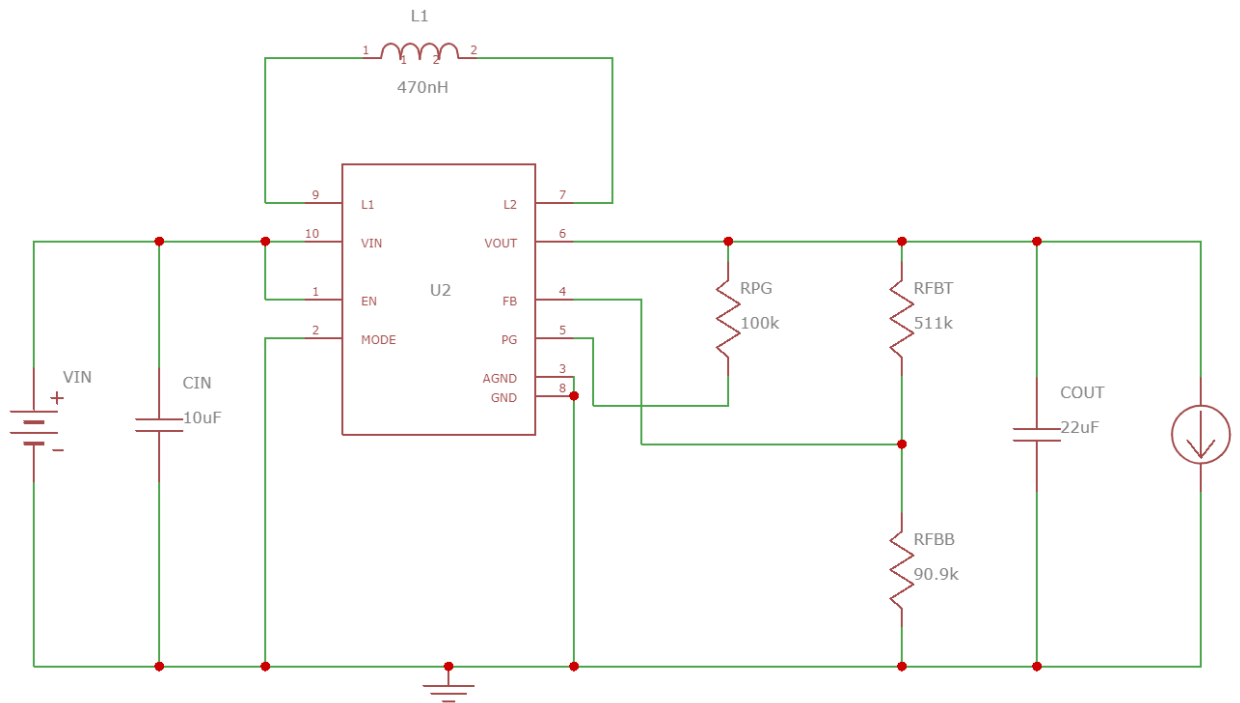 L1
1 1 2 2
470nH
9 L1 L2 7
10 VIN VOUT 6
U2
1 EN FB 4
2 MODE PG 5
AGND 3
GND 8
VIN
+
-
CIN
10uF
RPG
100k
RFBT
511k
RFBB
90.9k
COUT
22uF